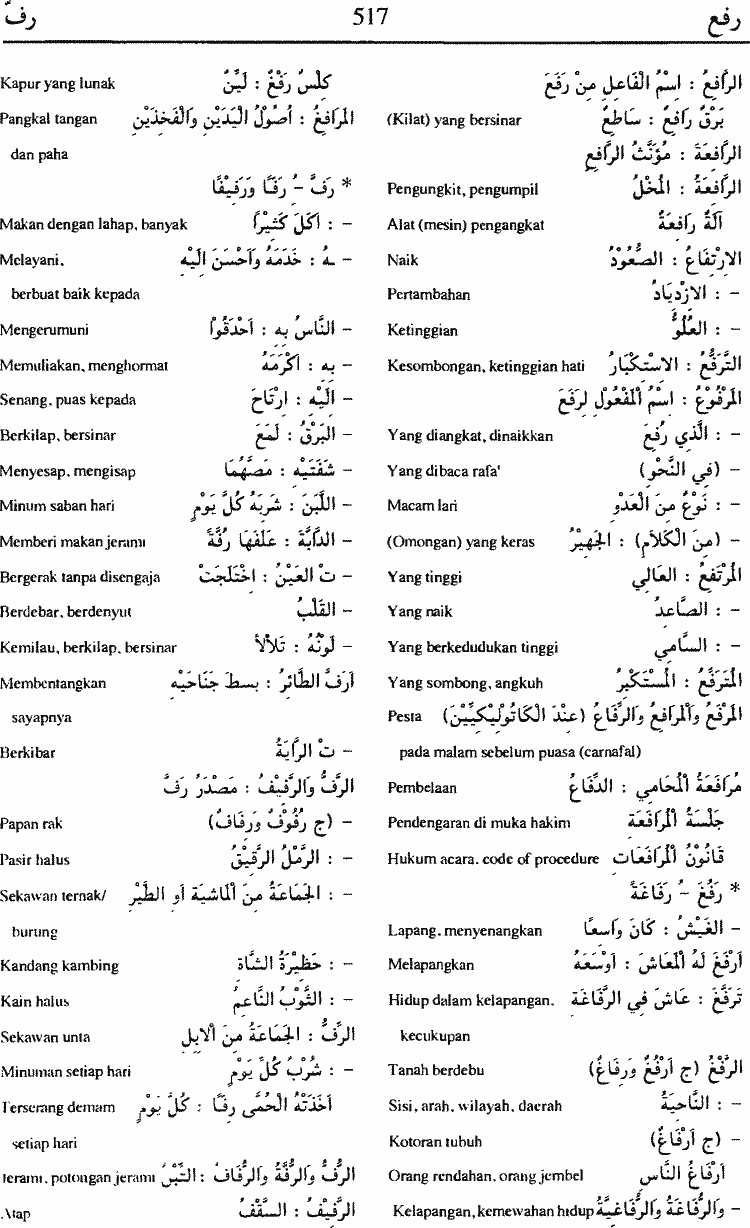 رفع 517 رفّ
الرَّافِعُ : اسْمُ الْفَاعِلِ مِنْ رَفَعَ
بَرْقٌ رَافِعٌ : سَاطِعٌ (Kilat) yang bersinar
الرَّافِعَةُ : مُؤَنَّثُ الرَّافِعِ
الرَّافِعَةُ : الْمُخْلُ Pengungkit, pengumpil
آلَةٌ رَافِعَةٌ Alat (mesin) pengangkat
الارْتِفَاعُ : الصُّعُوْدُ Naik
- : الازْدِيَادُ Pertambahan
- : الْعُلُوُّ Ketinggian
التَّرَفُّعُ : الاسْتِكْبَارُ Kesombongan, ketinggian hati
الْمَرْفُوْعُ : اسْمُ الْمَفْعُوْلِ لِرَفَعَ
- : الَّذِي رُفِعَ Yang diangkat, dinaikkan
- (فِي النَّحْوِ) Yang dibaca rafa'
- : نَوْعٌ مِنَ الْعَدْوِ Macam lari
- (مِنَ الْكَلاَمِ) : الْجَهِيْرُ (Omongan) yang keras
الْمُرْتَفِعُ : الْعَالِي Yang tinggi
- : الصَّاعِدُ Yang naik
- : السَّامِي Yang berkedudukan tinggi
الْمُتَرَفِّعُ : الْمُسْتَكْبِرُ Yang sombong, angkuh
الْمَرْفَعُ وَالْمَرَافِعُ وَالرِّفَاعُ (عِنْدَ الْكَاتُوْلِيْكِيِّيْنَ) Pesta
pada malam sebelum puasa (carnafal)
مُرَافَعَةُ الْمُحَامِي : الدِّفَاعُ Pembelaan
جَلْسَةُ الْمُرَافَعَةِ Pendengaran di muka hakim
قَانُوْنُ الْمُرَافَعَاتِ Hukum acara, code of procedure
* رَفُغَ - ُ رَفَاغَةً
- الْعَيْشُ : كَانَ وَاسِعًا Lapang, menyenangkan
أَرْفَغَ لَهُ الْمَعَاشَ : أَوْسَعَهُ Melapangkan
تَرَفَّغَ : عَاشَ فِي الرَّفَاغَةِ Hidup dalam kelapangan,
kecukupan
الرَّفْغُ (ج أَرْفُغٌ وَرِفَاغٌ) Tanah berdebu
- : النَّاحِيَةُ Sisi, arah, wilayah, daerah
- (ج أَرْفَاغٌ) Kotoran tubuh
أَرْفَاغُ النَّاسِ Orang rendahan, orang jembel
- وَالرَّفَاغَةُ وَالرَّفَاغِيَةُ Kelapangan, kemewahan hidup
كِلْسٌ رَفْغٌ : لَيِّنٌ Kapur yang lunak
الْمَرَافِغُ : أُصُوْلُ الْيَدَيْنِ وَالْفَخِذَيْنِ Pangkal tangan
dan paha
* رَفَّ - ُ رَفًّا وَرَفِيْفًا
- : أَكَلَ كَثِيْرًا Makan dengan lahap, banyak
- ـهُ : خَدَمَهُ وَأَحْسَنَ الَيْهِ Melayani,
berbuat baik kepada
- النَّاسُ بِهِ : أَحْدَقُوْا Mengerumuni
- بِهِ : أَكْرَمَهُ Memuliakan, menghormat
- الَيْهِ : ارْتَاحَ Senang, puas kepada
- الْبَرْقُ : لَمَعَ Berkilap, bersinar
- شَفَتَيْهِ : مَصَّهُمَا Menyesap, mengisap
- اللَّبَنَ : شَرِبَهُ كُلَّ يَوْمٍ Minum saban hari
- الدَّابَّةَ : عَلَفَهَا رُفَّةً Memberi makan jerami
- تْ الْعَيْنُ : اخْتَلَجَتْ Bergerak tanpa disengaja
- الْقَلْبُ Berdebar, berdenyut
- لَوْنُهُ : تَلأْلأَ Kemilau, berkilap, bersinar
أَرَفَّ الطَّائِرُ : بَسَطَ جَنَاحَيْهِ Membentangkan
sayapnya
- تْ الرَّايَةُ Berkibar
الرَّفُّ وَالرَّفِيْفُ : مَصْدَرُ رَفَّ
- (ج رُفُوْفٌ وَرِفَافٌ) Papan rak
- : الرَّمْلُ الرَّقِيْقُ Pasir halus
- : الْجَمَاعَةُ مِنَ الْمَاشِيَةِ أَوِ الطَّيْرِ Sekawan ternak/
burung
- : حَظِيْرَةُ الشَّاةِ Kandang kambing
- : الثَّوْبُ النَّاعِمُ Kain halus
الرِّفُّ : الْجَمَاعَةُ مِنَ الابِلِ Sekawan unta
- : شُرْبُ كُلِّ يَوْمٍ Minuman setiap hari
أَخَذَتْهُ الْحُمَّى رِفًّا : كُلَّ يَوْمٍ Terserang demam
setiap hari
الرُّفُّ وَالرُّفَّةُ وَالرُّفَافُ : التِّبْنُ Jerami, potongan jerami
الرَّفِيْفُ : السَّقْفُ Atap